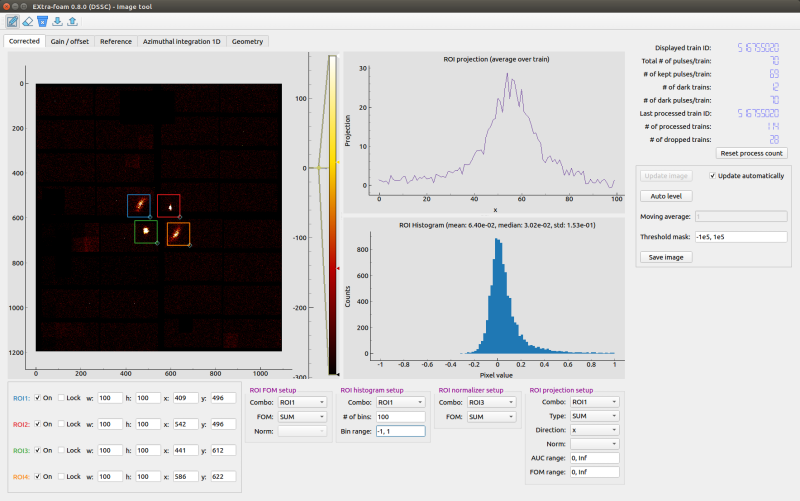 EXtra-foam 0.8.0 (DSSC) - Image tool
Corrected Gain / offset Reference Azimuthal integration 1D Geometry
Displayed train ID: 516755020
Total # of pulses/train: 70
# of kept pulses/train: 69
# of dark trains: 12
# of dark pulses/train: 70
Last processed train ID: 516755020
# of processed trains: 114
# of dropped trains: 28
Reset process count
Update image Update automatically
Auto level
Moving average: 1
Threshold mask: -1e5, 1e5
Save image
0
200
400
600
800
1000
1200
0 200 400 600 800 1000
100
0
-100
-200
-300
ROI projection (average over train)
Projection
30
20
10
0
0 20 40 60 80 100
x
ROI Histogram (mean: 6.40e-02, median: 3.02e-02, std: 1.53e-01)
Counts
800
600
400
200
0
-1 -0.8 -0.6 -0.4 -0.2 0 0.2 0.4 0.6 0.8 1
Pixel value
ROI1: On Lock w: 100 h: 100 x: 409 y: 496
ROI2: On Lock w: 100 h: 100 x: 542 y: 496
ROI3: On Lock w: 100 h: 100 x: 441 y: 612
ROI4: On Lock w: 100 h: 100 x: 586 y: 622
ROI FOM setup
Combo: ROI1
FOM: SUM
Norm:
ROI histogram setup
Combo: ROI1
# of bins: 100
Bin range: -1, 1
ROI normalizer setup
Combo: ROI3
FOM: SUM
ROI projection setup
Combo: ROI1
Type: SUM
Direction: x
Norm:
AUC range: 0, Inf
FOM range: 0, Inf